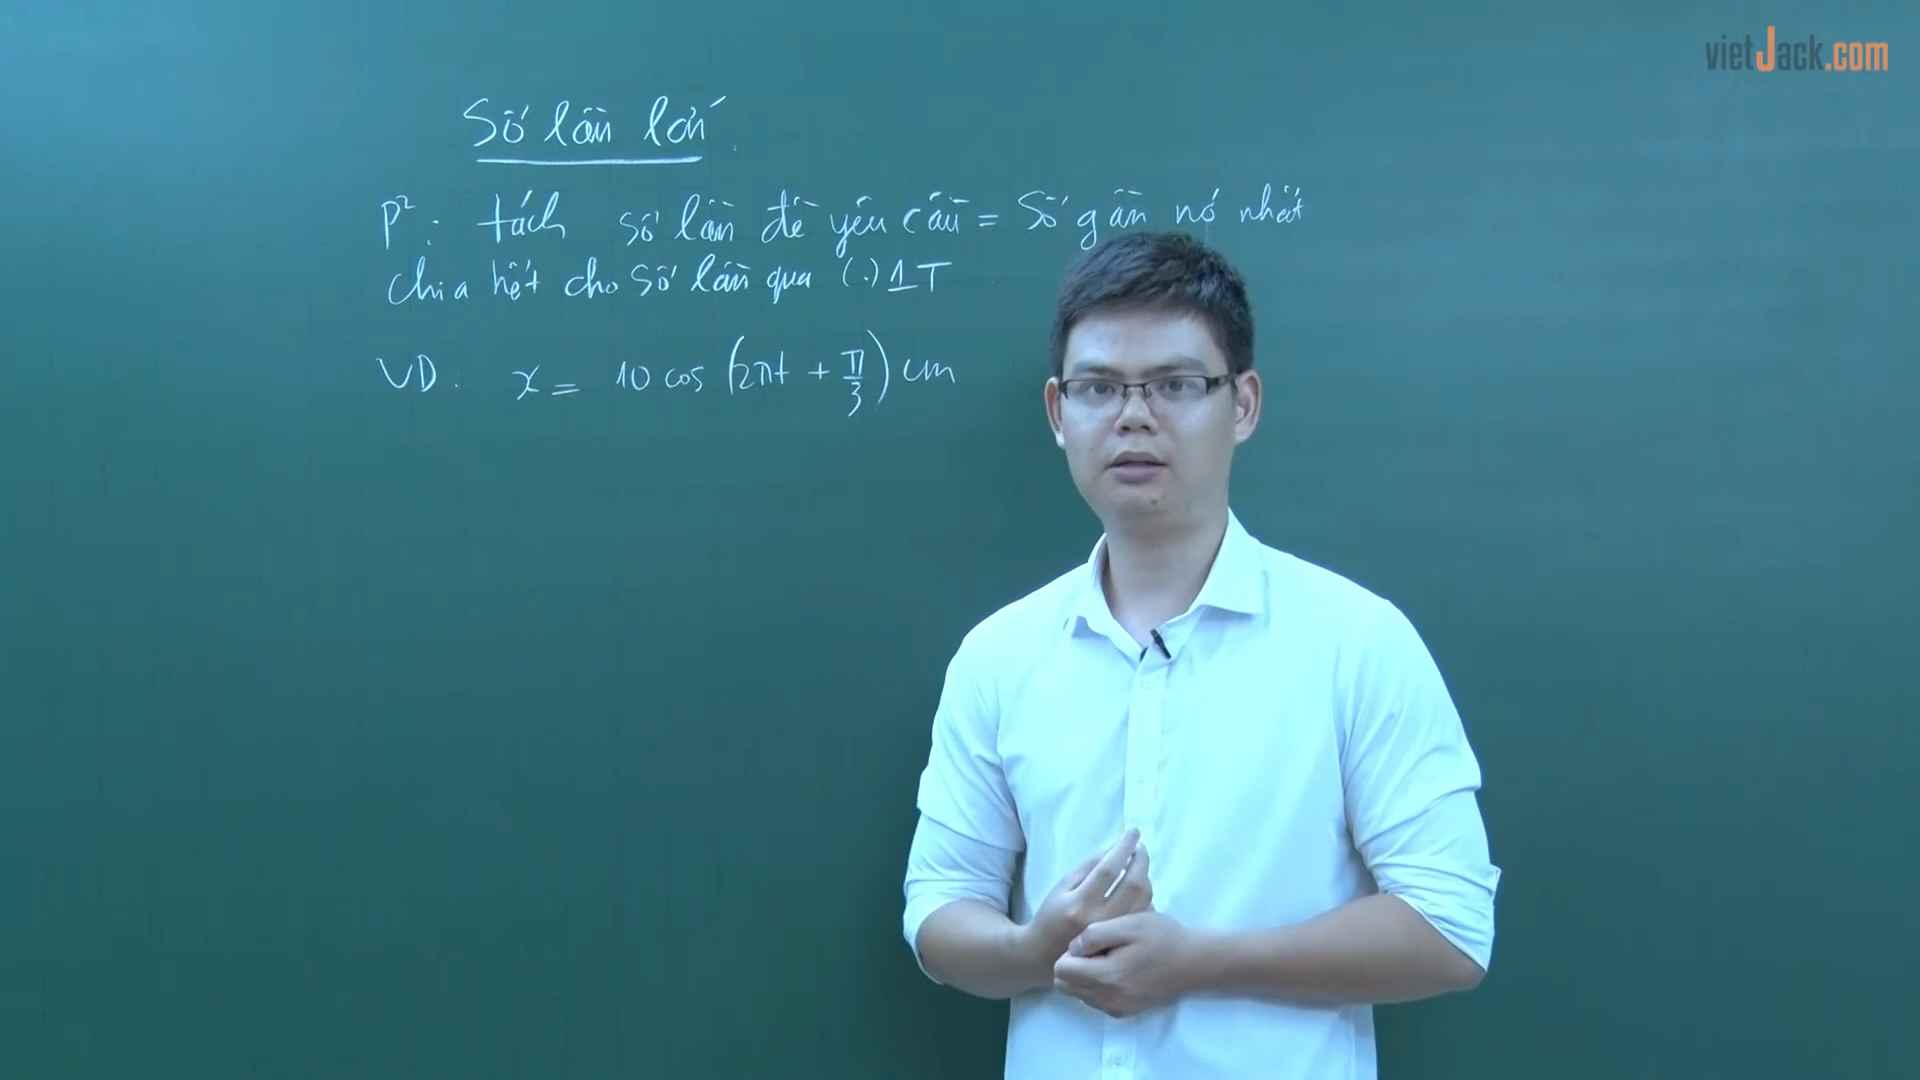 vietJack.com
Số lần lớn.
P²: tách số lần đề yêu cầu = Số gần nó nhất
chia hết cho số lần qua (.) 1T
VD: x = 10 cos (2πt + π/3) cm